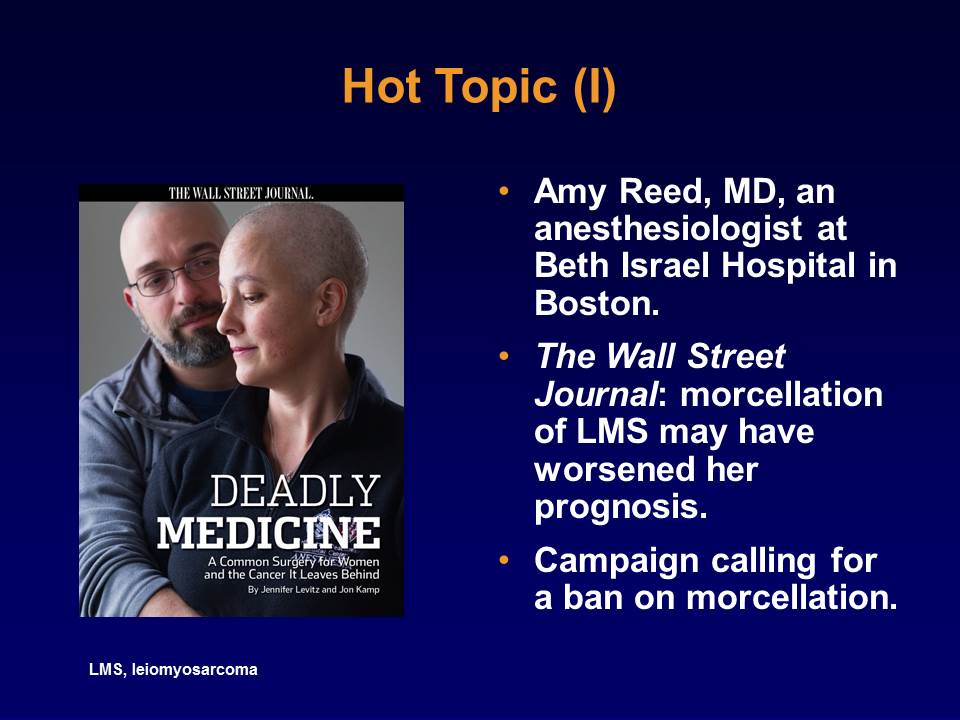 Hot Topic (I)
THE WALL STREET JOURNAL.
DEADLY
MEDICINE
A Common Surgery for Women
and the Cancer It Leaves Behind
By Jennifer Levitz and Jon Kamp
• Amy Reed, MD, an
anesthesiologist at
Beth Israel Hospital in
Boston.
• The Wall Street
Journal: morcellation
of LMS may have
worsened her
prognosis.
• Campaign calling for
a ban on morcellation.
LMS, leiomyosarcoma